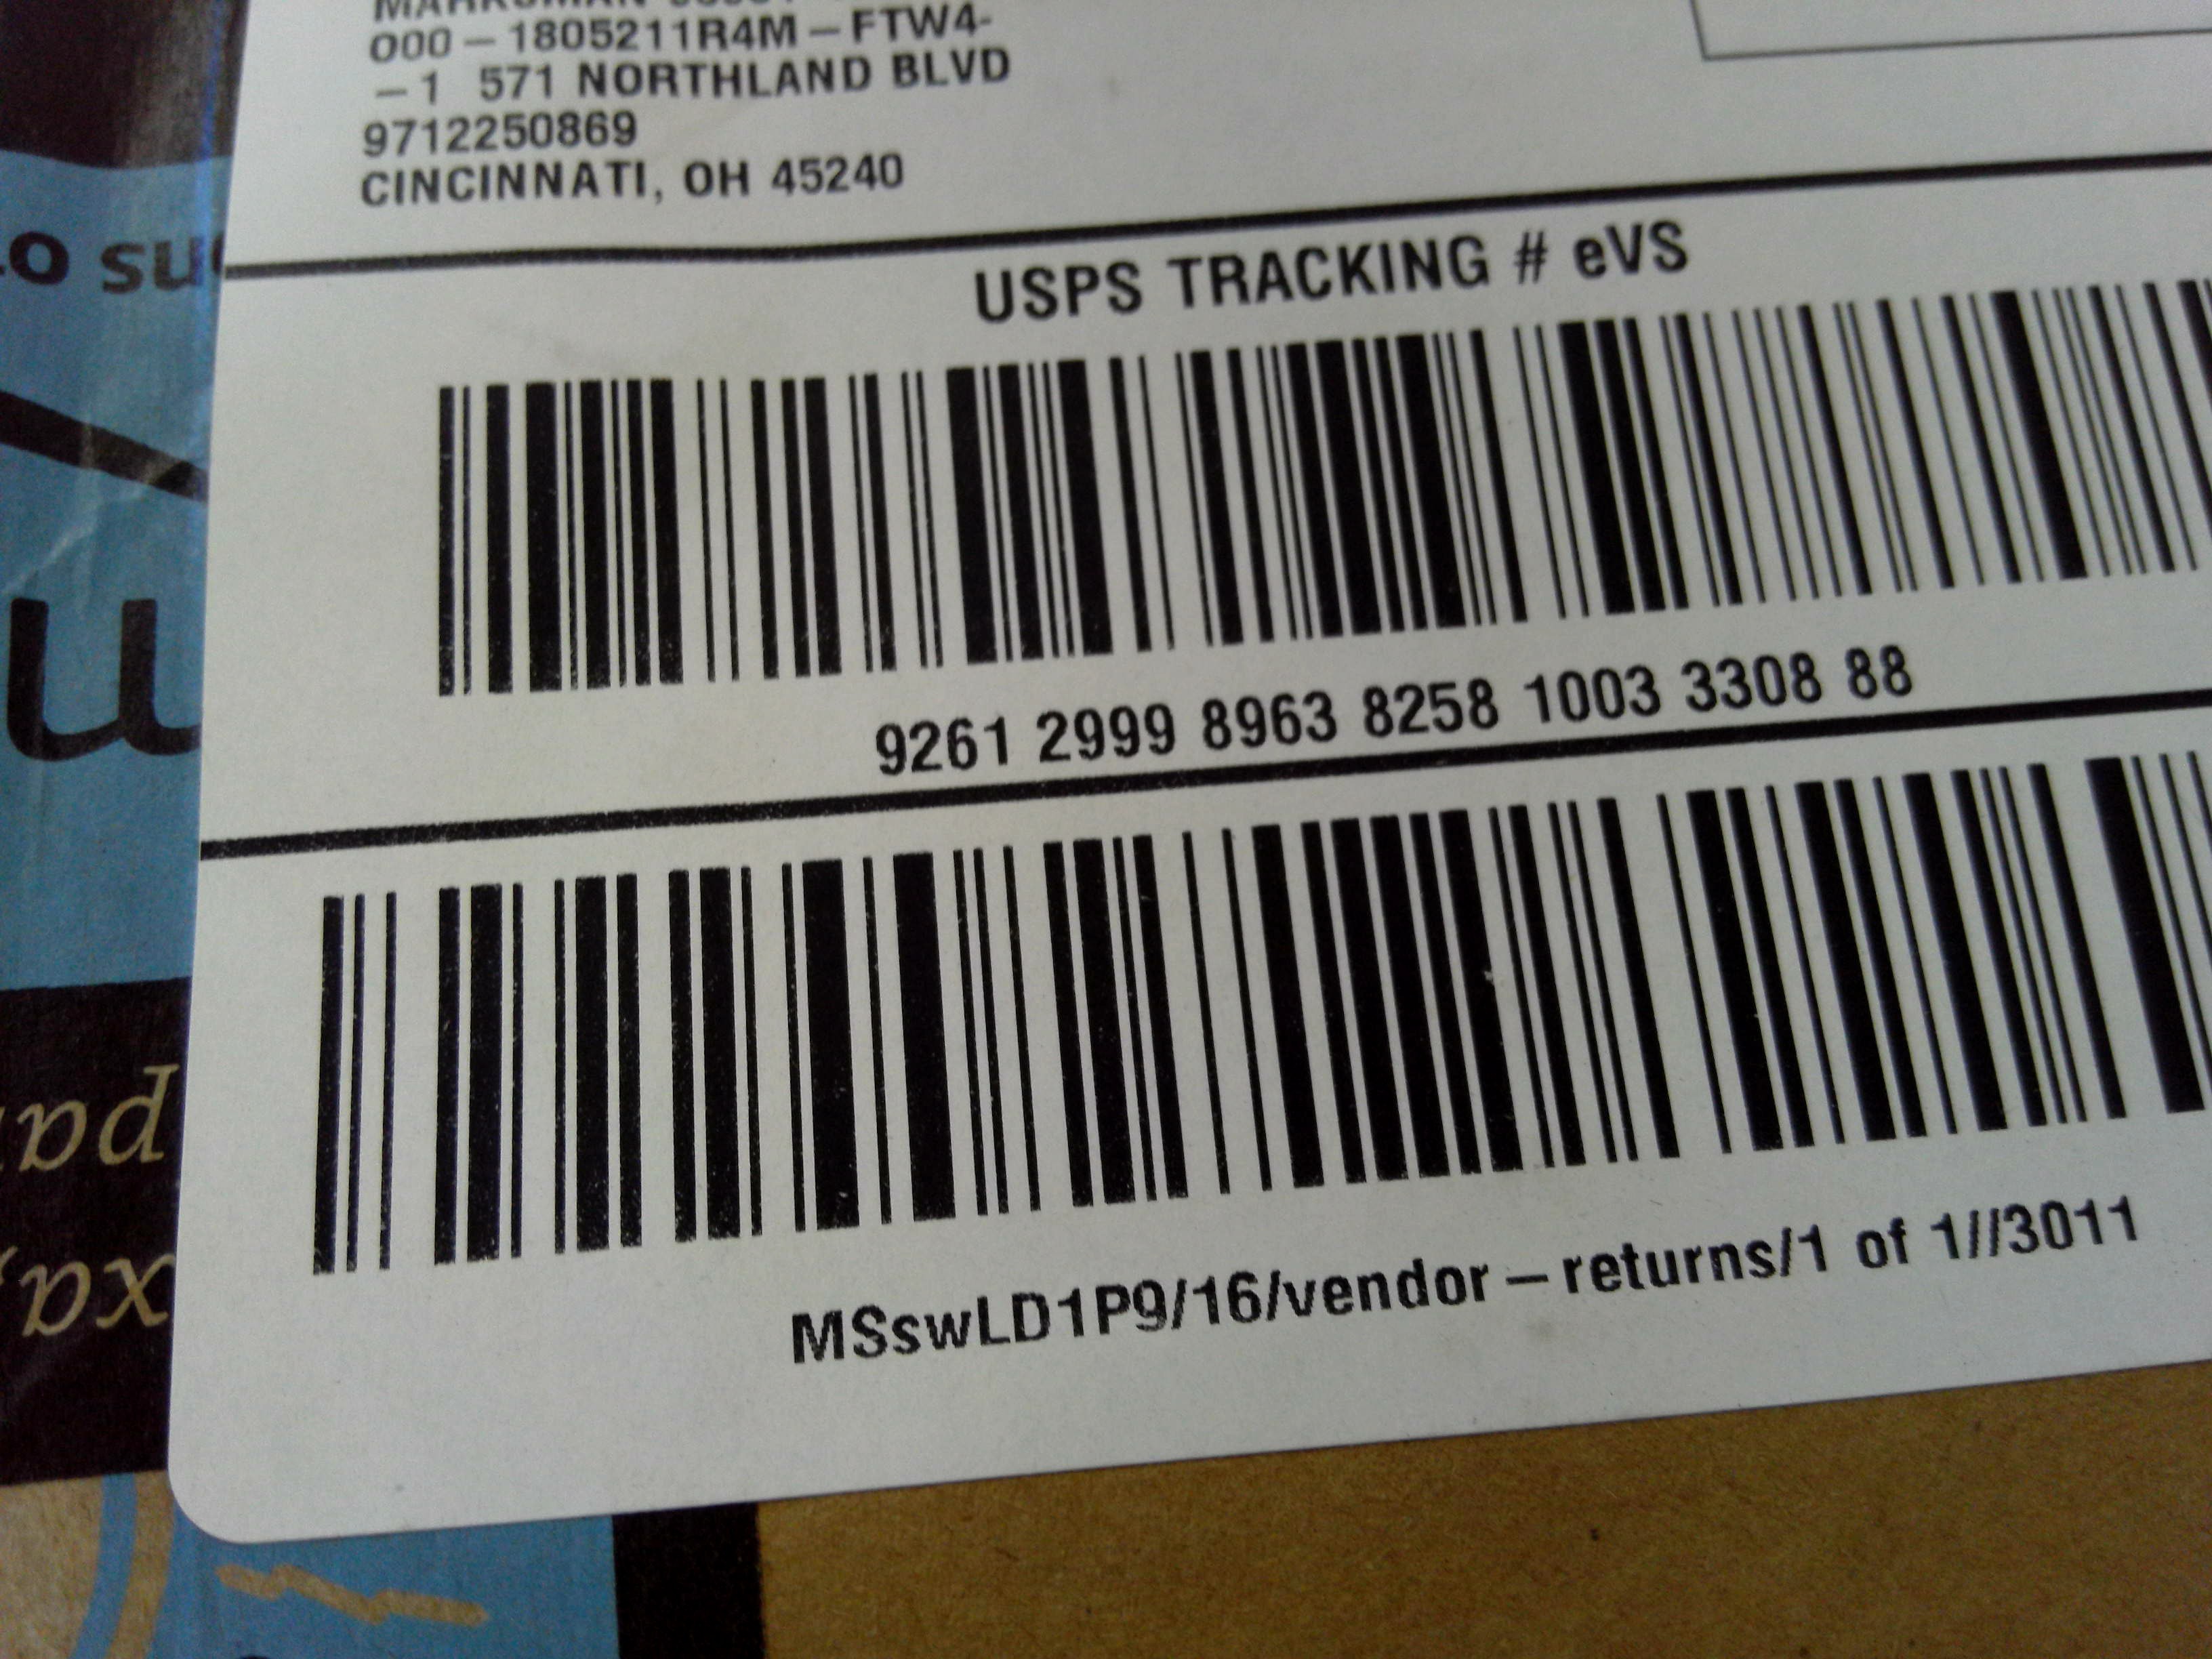 000 – 1805211R4M – FTW4-
– 1 571 NORTHLAND BLVD
9712250869
CINCINNATI, OH 45240
USPS TRACKING # eVS
9261 2999 8963 8258 1003 3308 88
MSswLD1P9/16/vendor – returns/1 of 1//3011